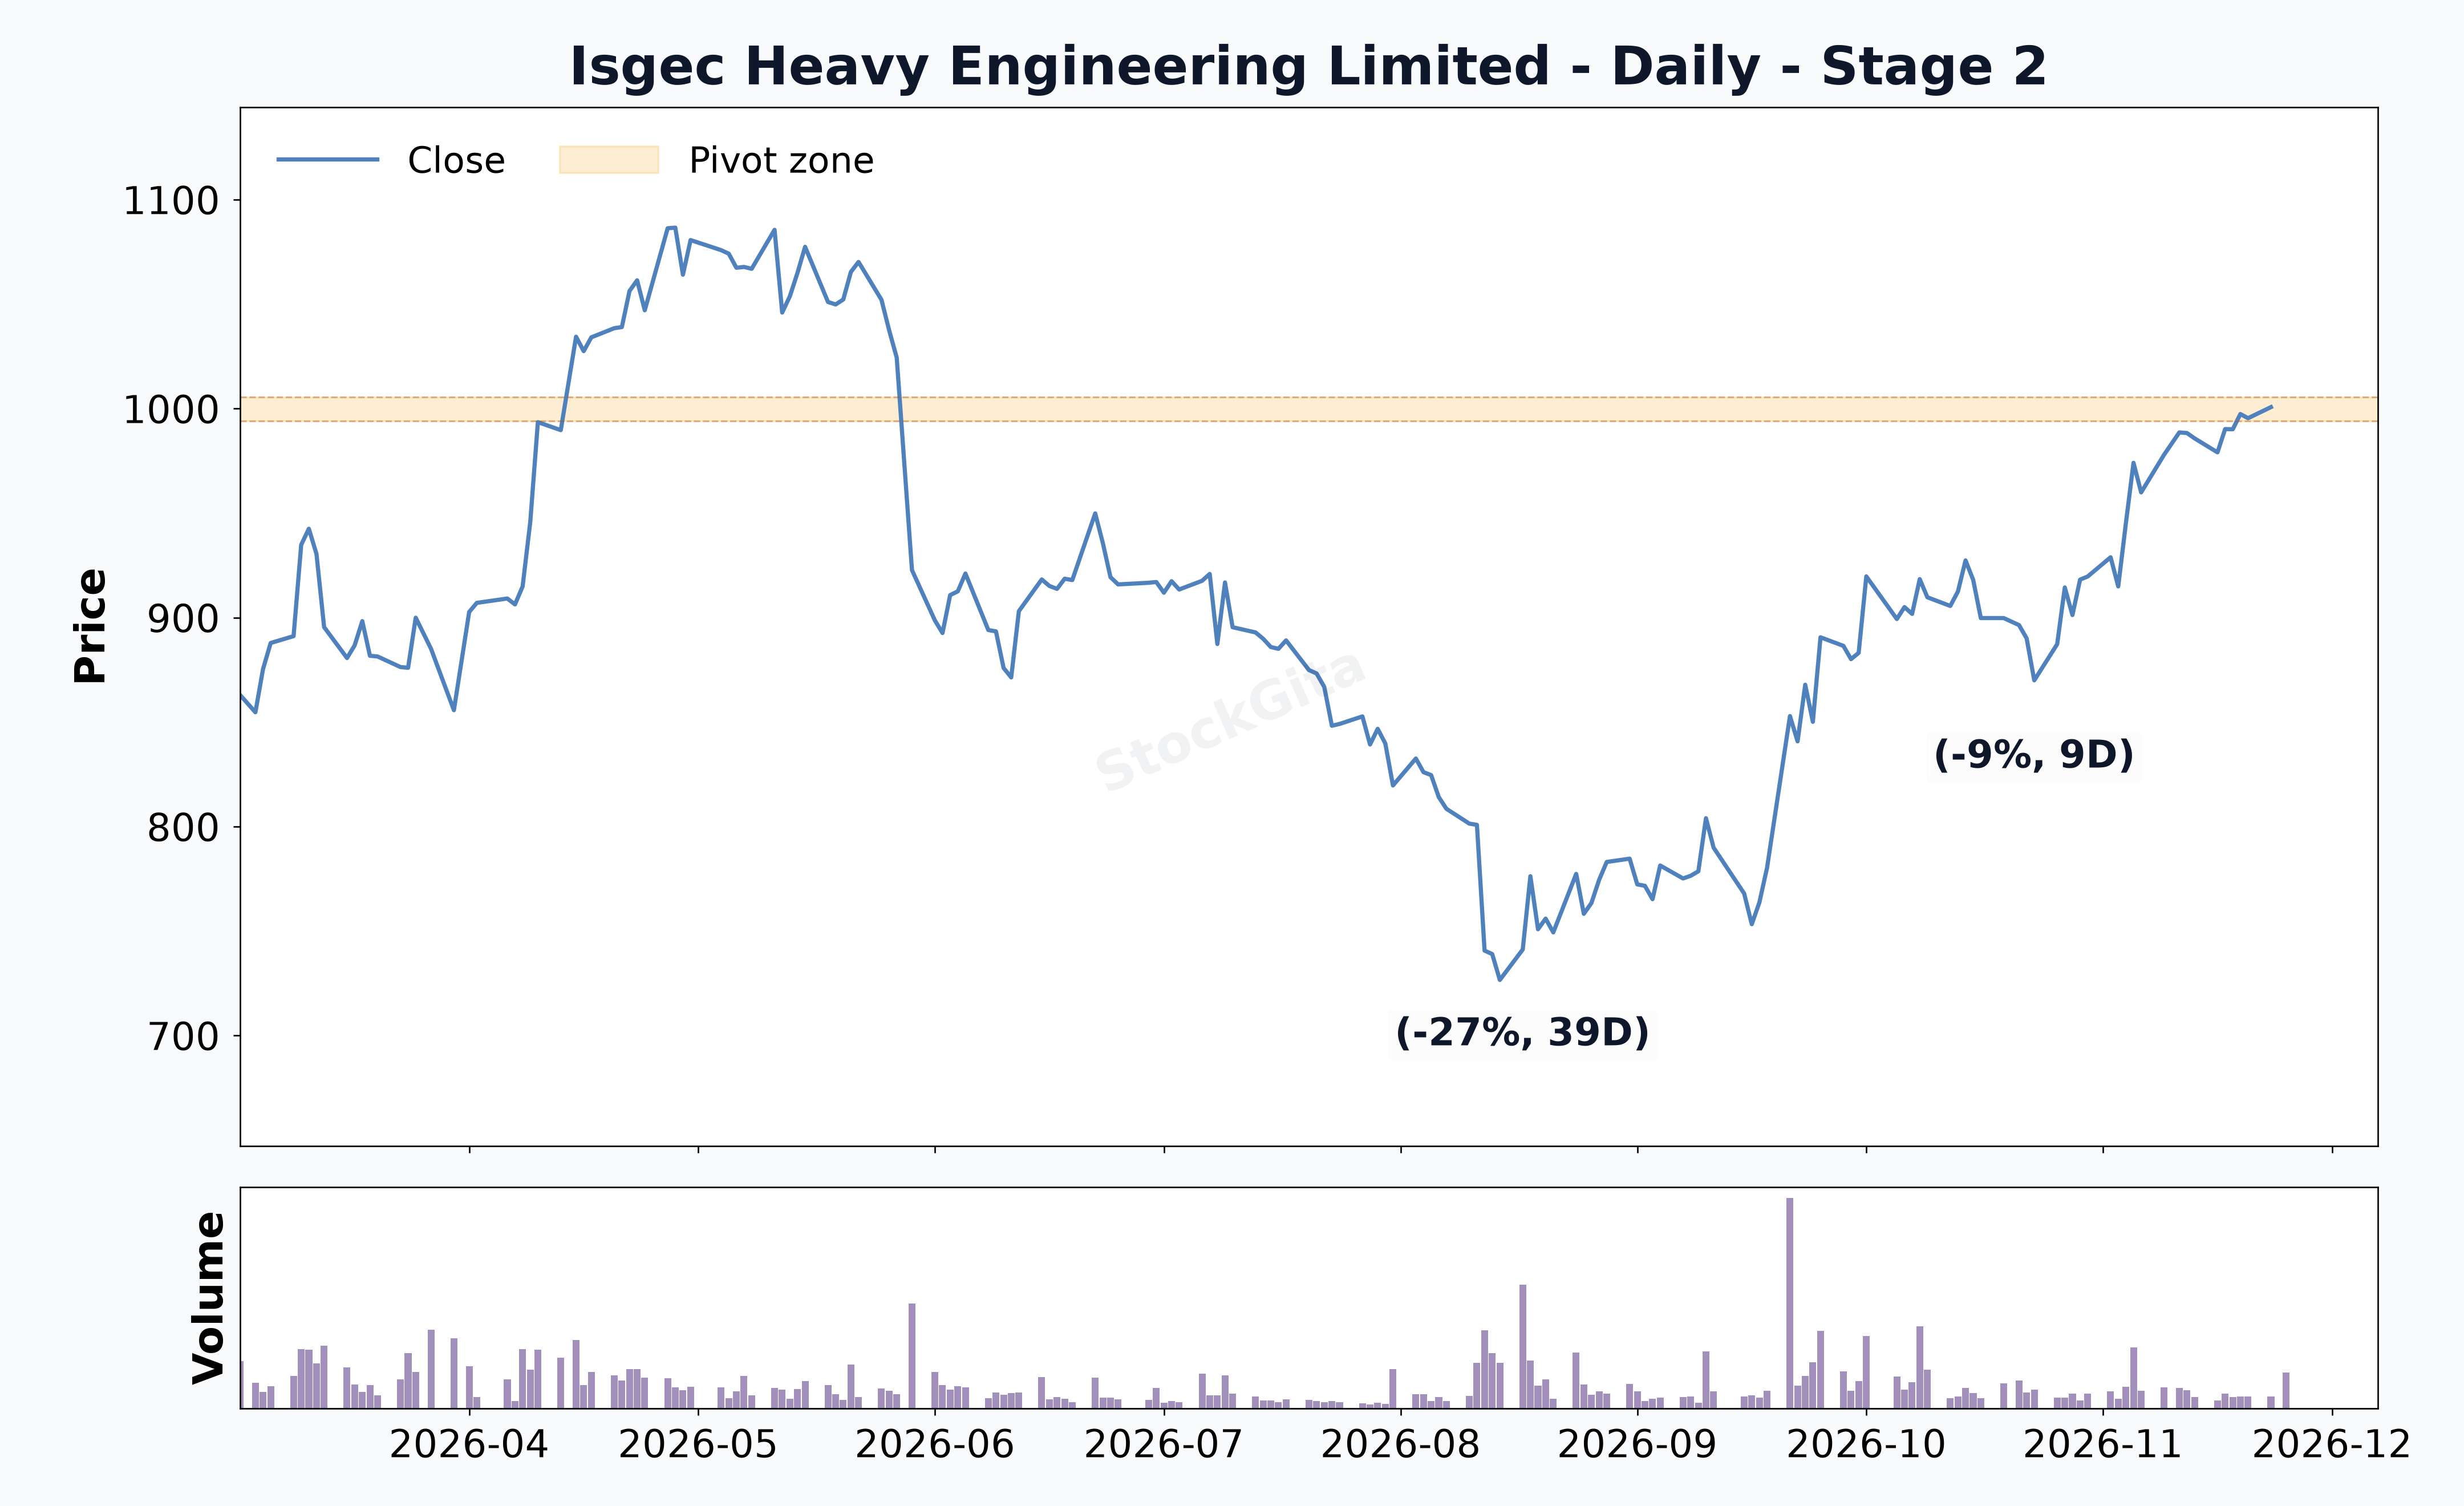 Isgec Heavy Engineering Limited - Daily - Stage 2
Close
Pivot zone
1100
1000
900
800
700
Price
StockGita
(-9%, 9D)
(-27%, 39D)
Volume
2026-04
2026-05
2026-06
2026-07
2026-08
2026-09
2026-10
2026-11
2026-12